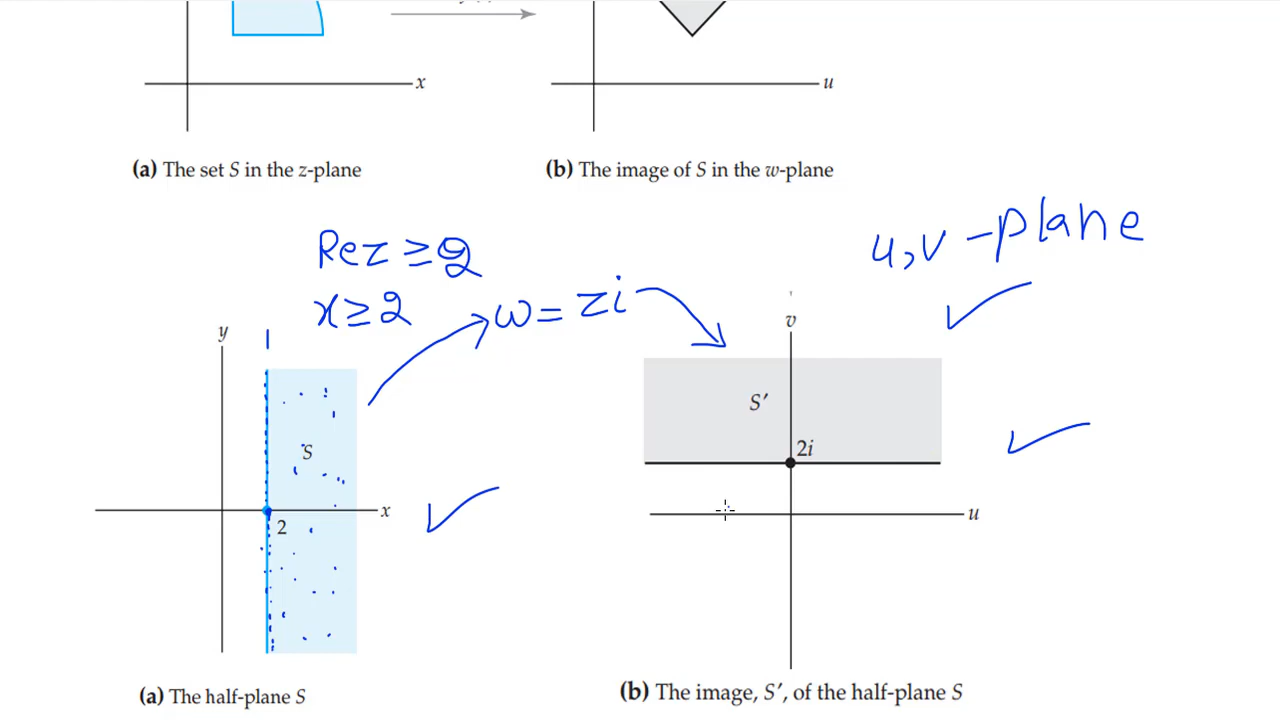 x
u
(a) The set S in the z-plane
(b) The image of S in the w-plane
Rez ≥ 2
u,v -plane
x ≥ 2
w = zi
y
v
S
S′
2i
x
2
u
(a) The half-plane S
(b) The image, S′, of the half-plane S